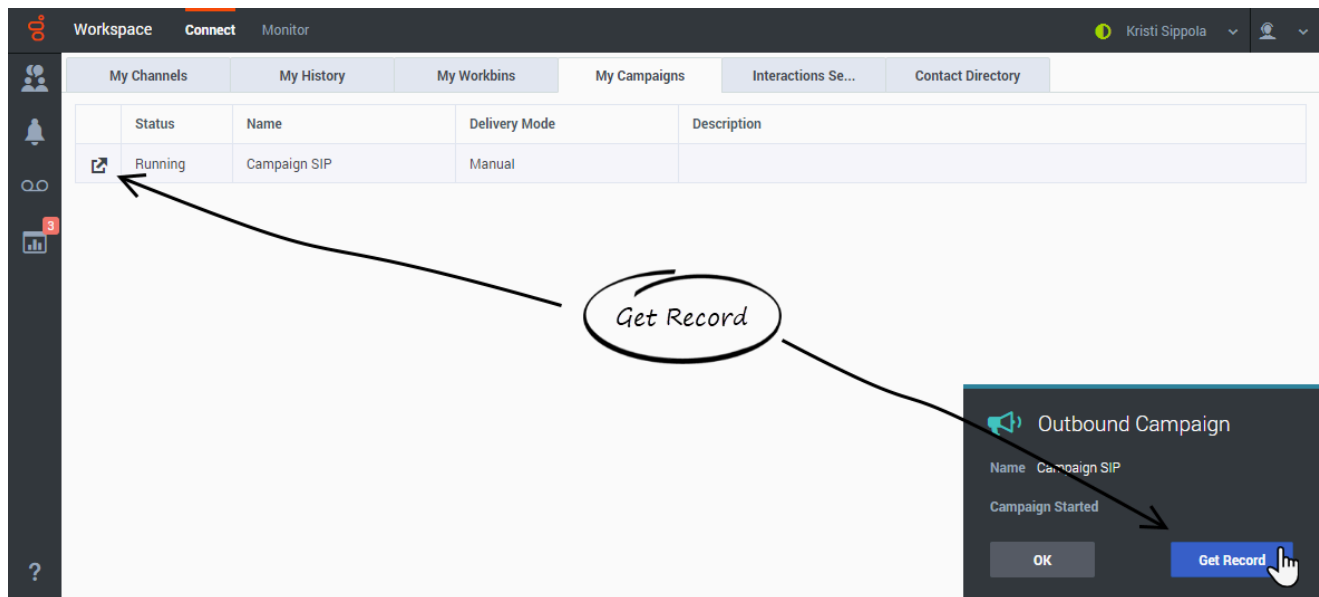 Workspace Connect Monitor Kristi Sippola
My Channels My History My Workbins My Campaigns Interactions Se... Contact Directory
Status Name Delivery Mode Description
Running Campaign SIP Manual
3
Get Record
Outbound Campaign
Name Campaign SIP
Campaign Started
OK Get Record
?